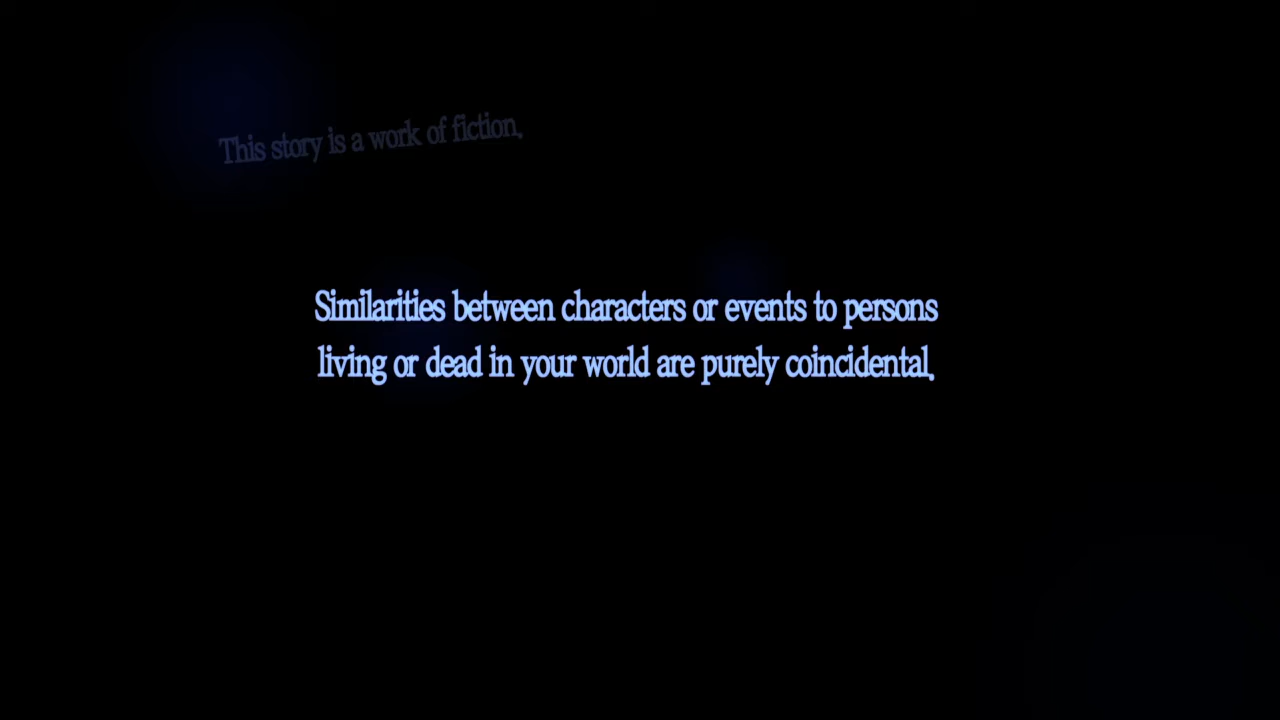 This story is a work of fiction.
Similarities between characters or events to persons
living or dead in your world are purely coincidental.